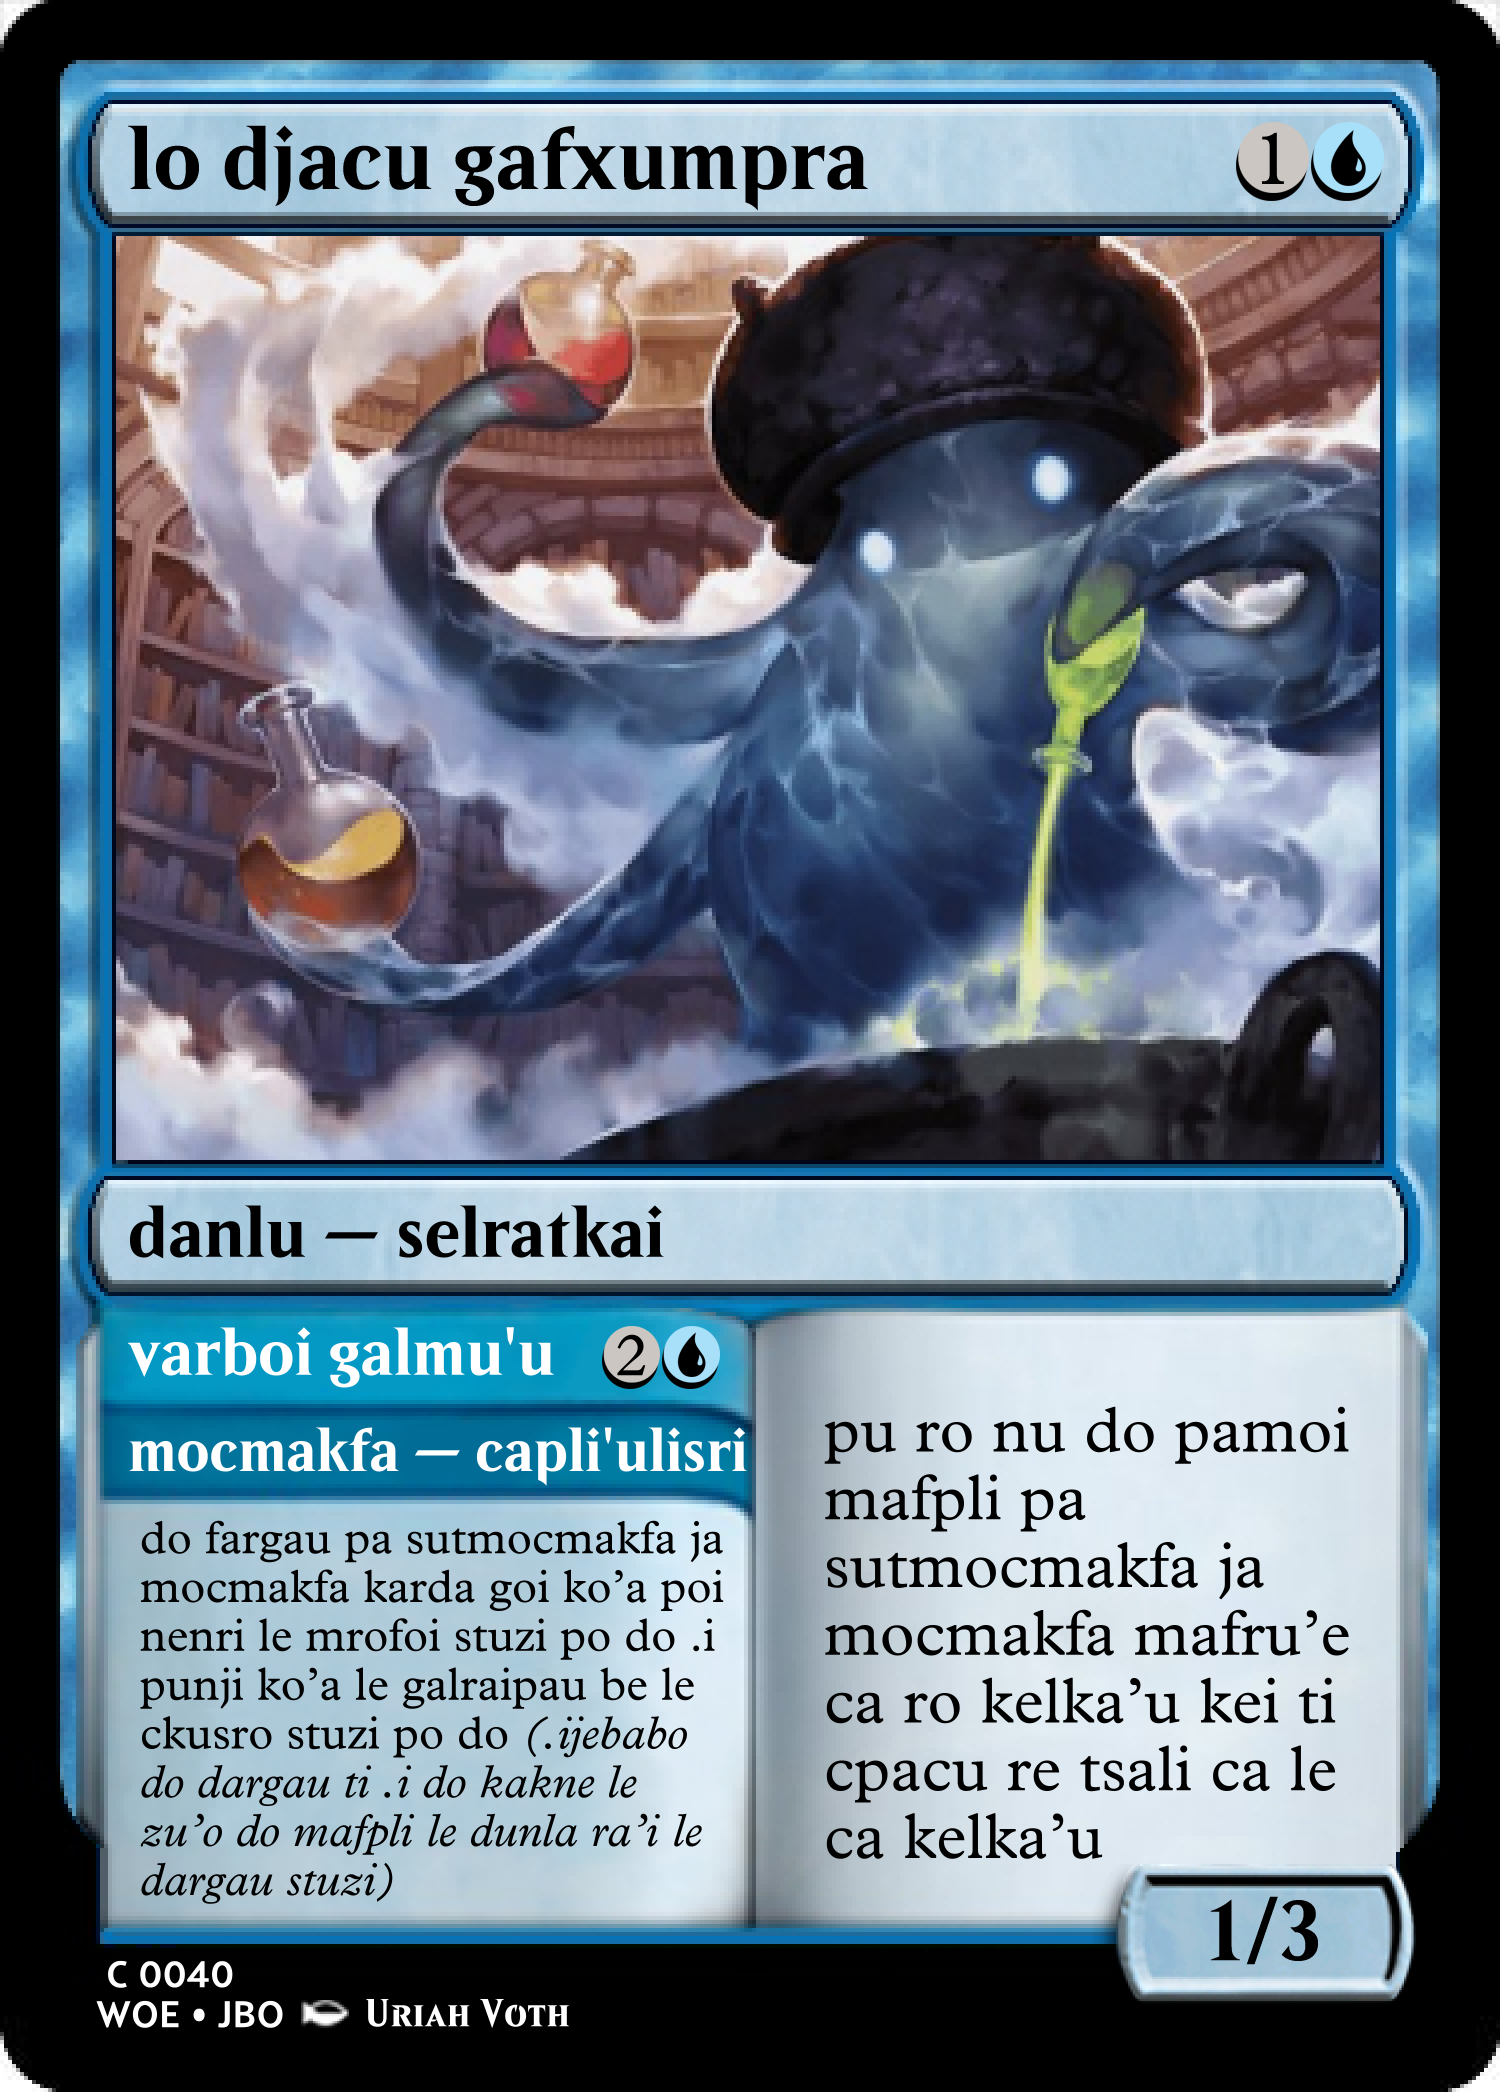 lo djacu gafxumpra 1
danlu — selratkai
varboi galmu'u 2
mocmakfa — capli'ulisri
do fargau pa sutmocmakfa ja
mocmakfa karda goi ko’a poi
nenri le mrofoi stuzi po do .i
punji ko’a le galraipau be le
ckusro stuzi po do (.ijebabo
do dargau ti .i do kakne le
zu’o do mafpli le dunla ra’i le
dargau stuzi)
pu ro nu do pamoi
mafpli pa
sutmocmakfa ja
mocmakfa mafru’e
ca ro kelka’u kei ti
cpacu re tsali ca le
ca kelka’u
1/3
C 0040
WOE • JBO URIAH VOTH